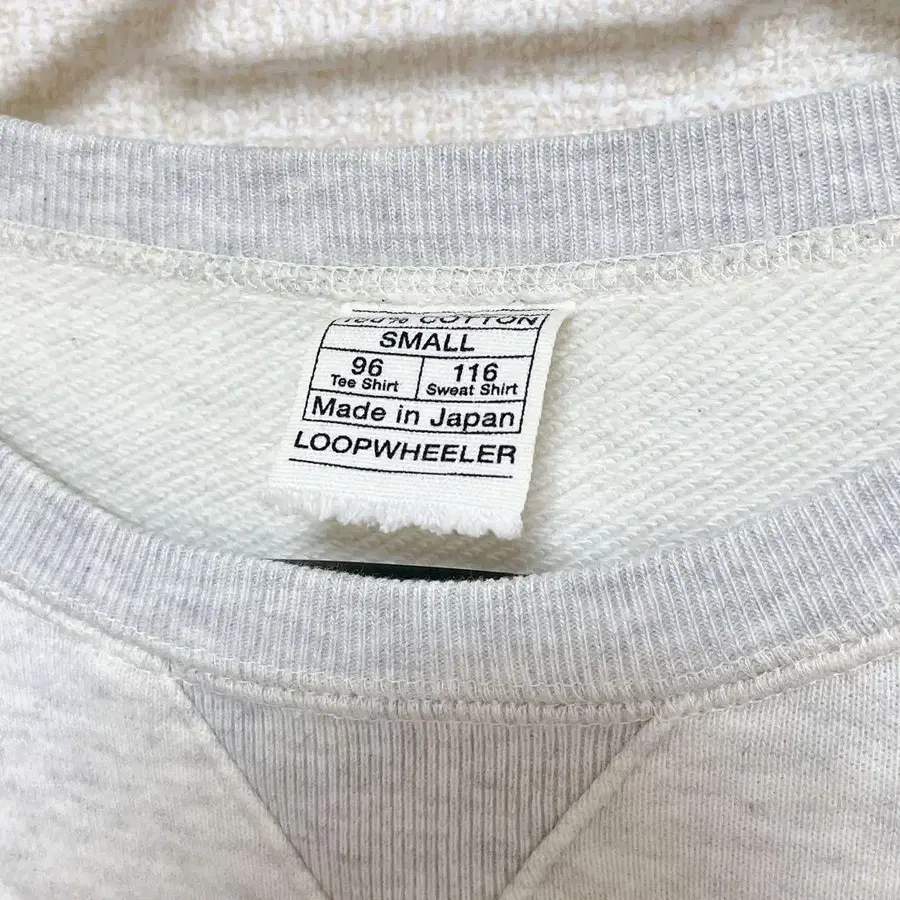 100% COTTON
SMALL
96 116
Tee Shirt Sweat Shirt
Made in Japan
LOOPWHEELER